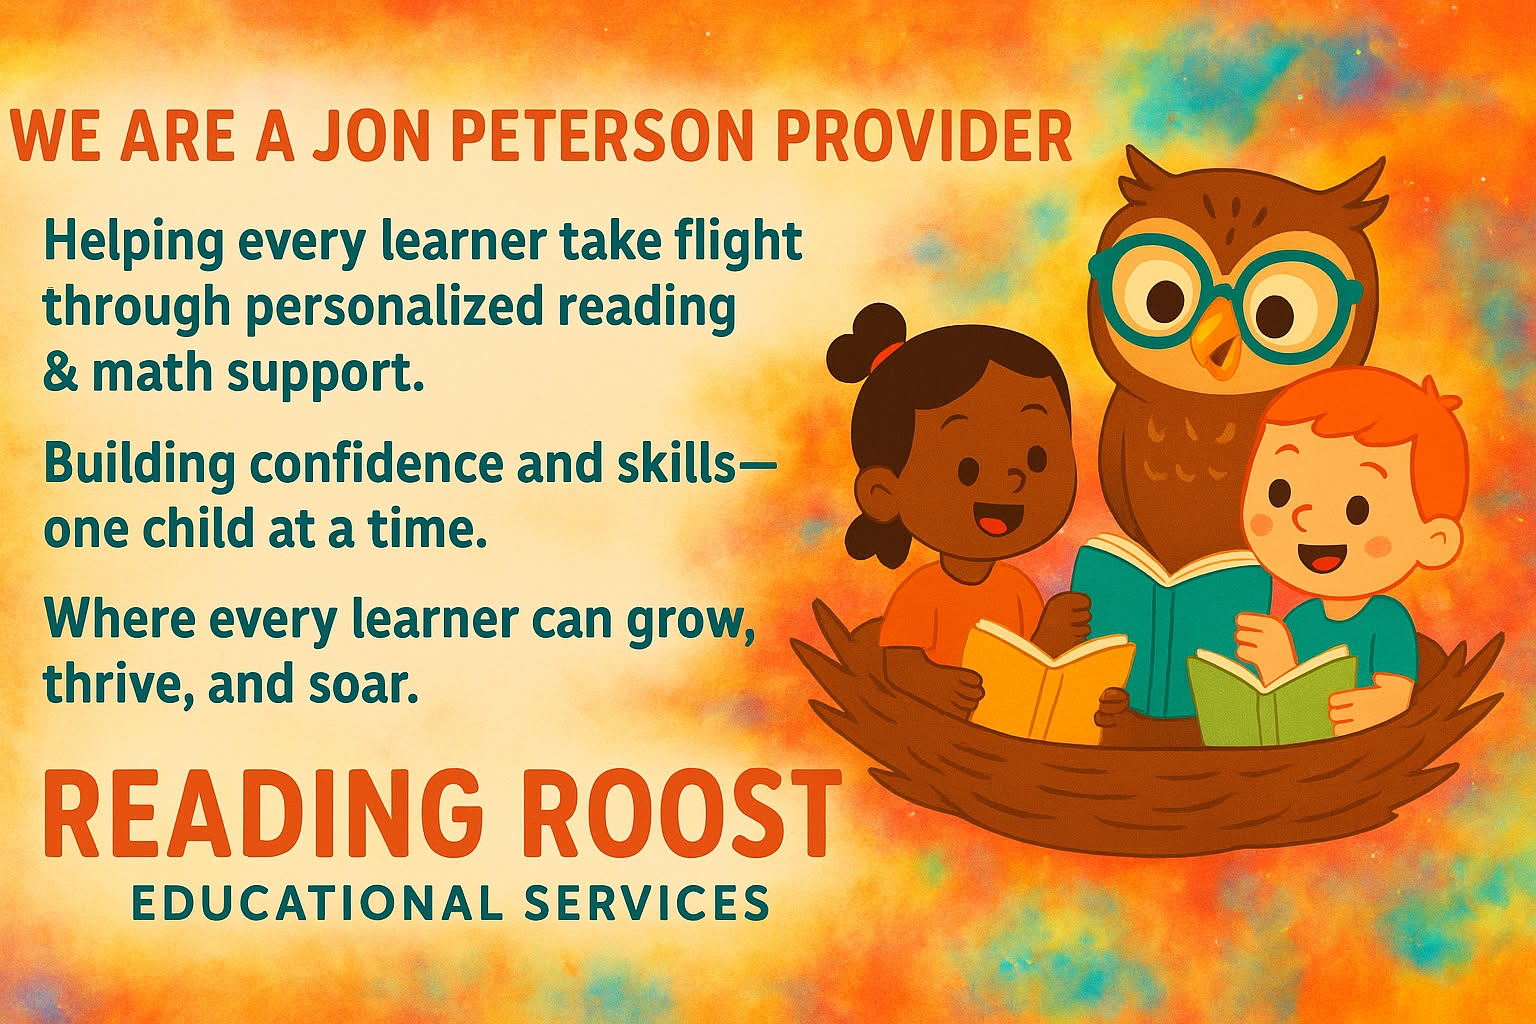 WE ARE A JON PETERSON PROVIDER
Helping every learner take flight
through personalized reading
& math support.
Building confidence and skills—
one child at a time.
Where every learner can grow,
thrive, and soar.
READING ROOST
EDUCATIONAL SERVICES